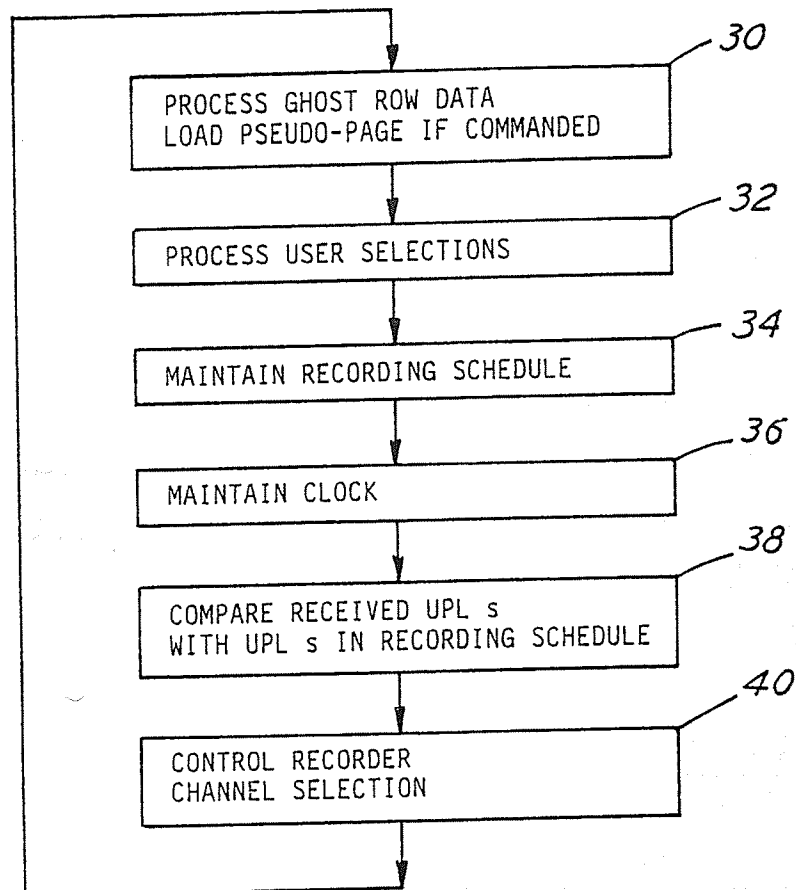 30
PROCESS GHOST ROW DATA
LOAD PSEUDO-PAGE IF COMMANDED
32
PROCESS USER SELECTIONS
34
MAINTAIN RECORDING SCHEDULE
36
MAINTAIN CLOCK
38
COMPARE RECEIVED UPL s
WITH UPL s IN RECORDING SCHEDULE
40
CONTROL RECORDER
CHANNEL SELECTION